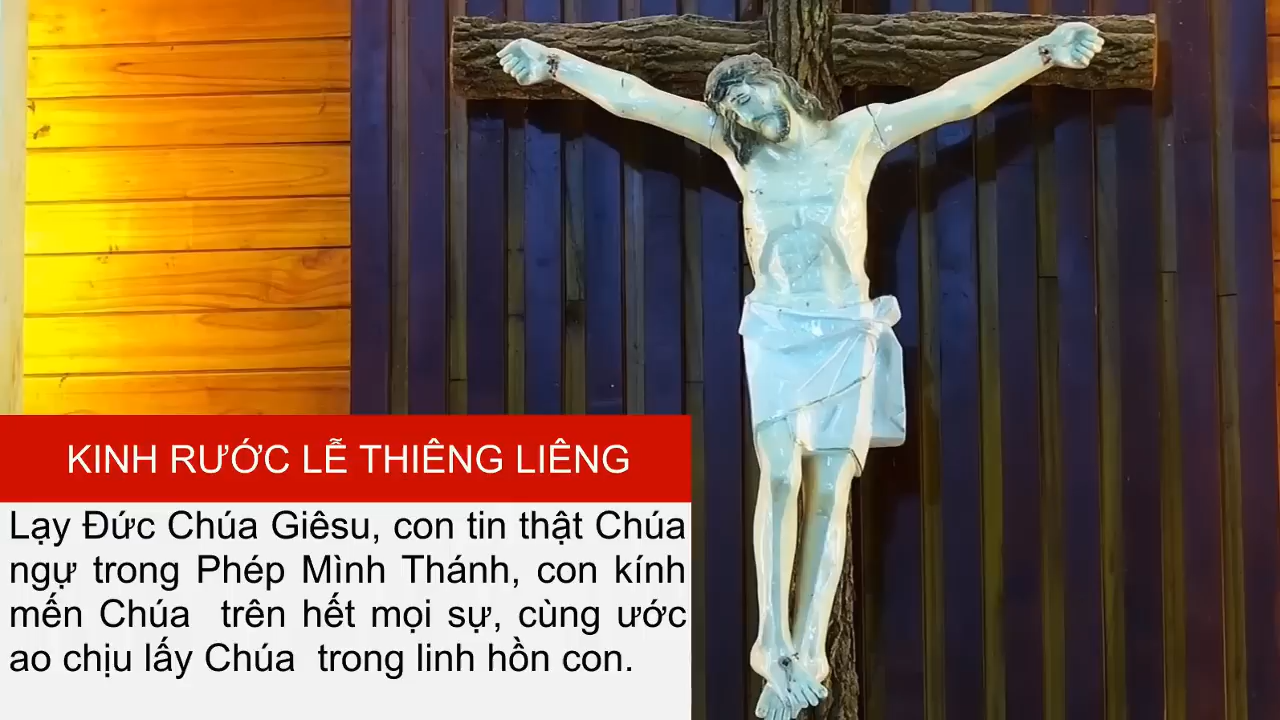 KINH RƯỚC LỄ THIÊNG LIÊNG
Lạy Đức Chúa Giêsu, con tin thật Chúa
ngự trong Phép Mình Thánh, con kính
mến Chúa  trên hết mọi sự, cùng ước
ao chịu lấy Chúa  trong linh hồn con.